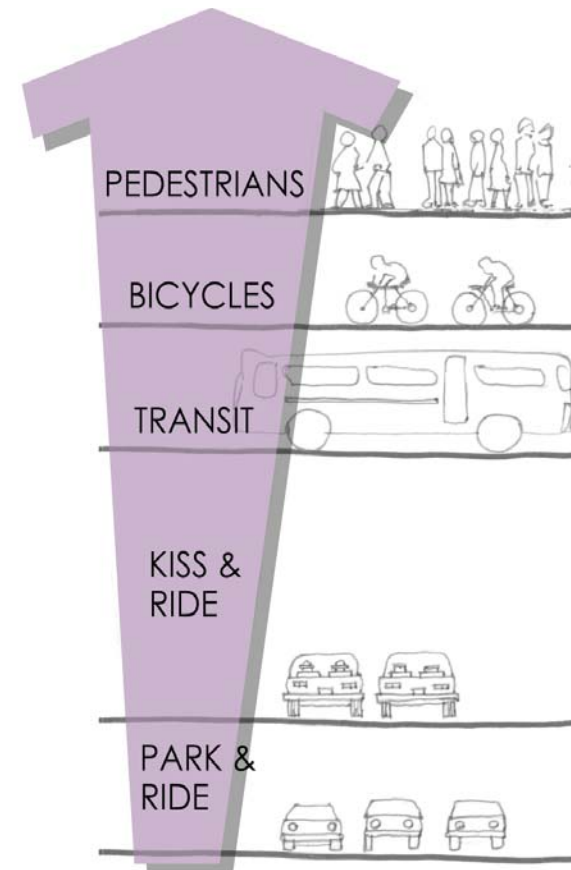 PEDESTRIANS
BICYCLES
TRANSIT
KISS &
RIDE
PARK &
RIDE